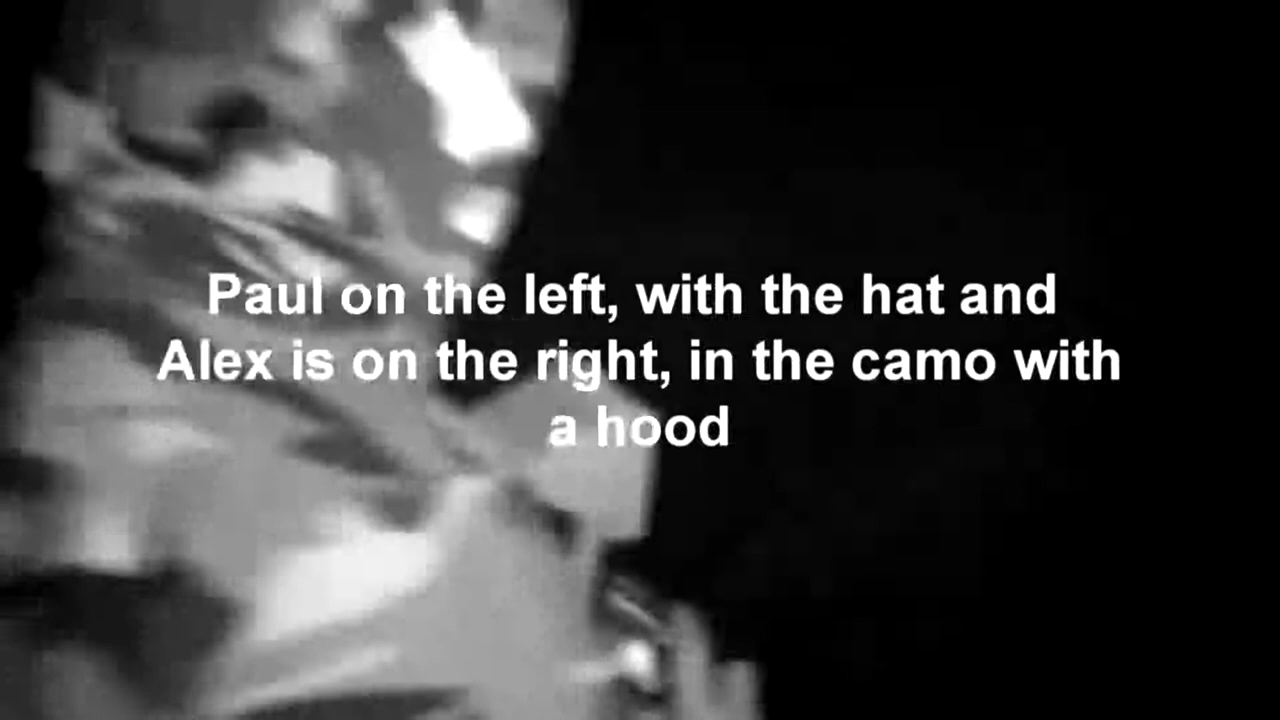 Paul on the left, with the hat and
Alex is on the right, in the camo with
a hood